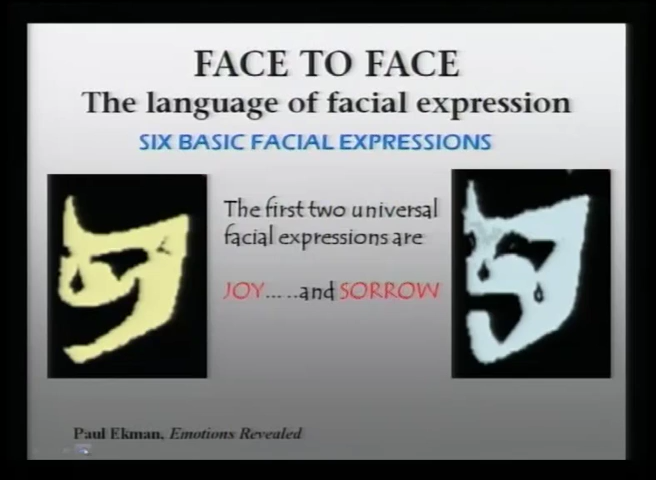 FACE TO FACE
The language of facial expression
SIX BASIC FACIAL EXPRESSIONS
The first two universal
facial expressions are
JOY... ..and SORROW
Paul Ekman, Emotions Revealed